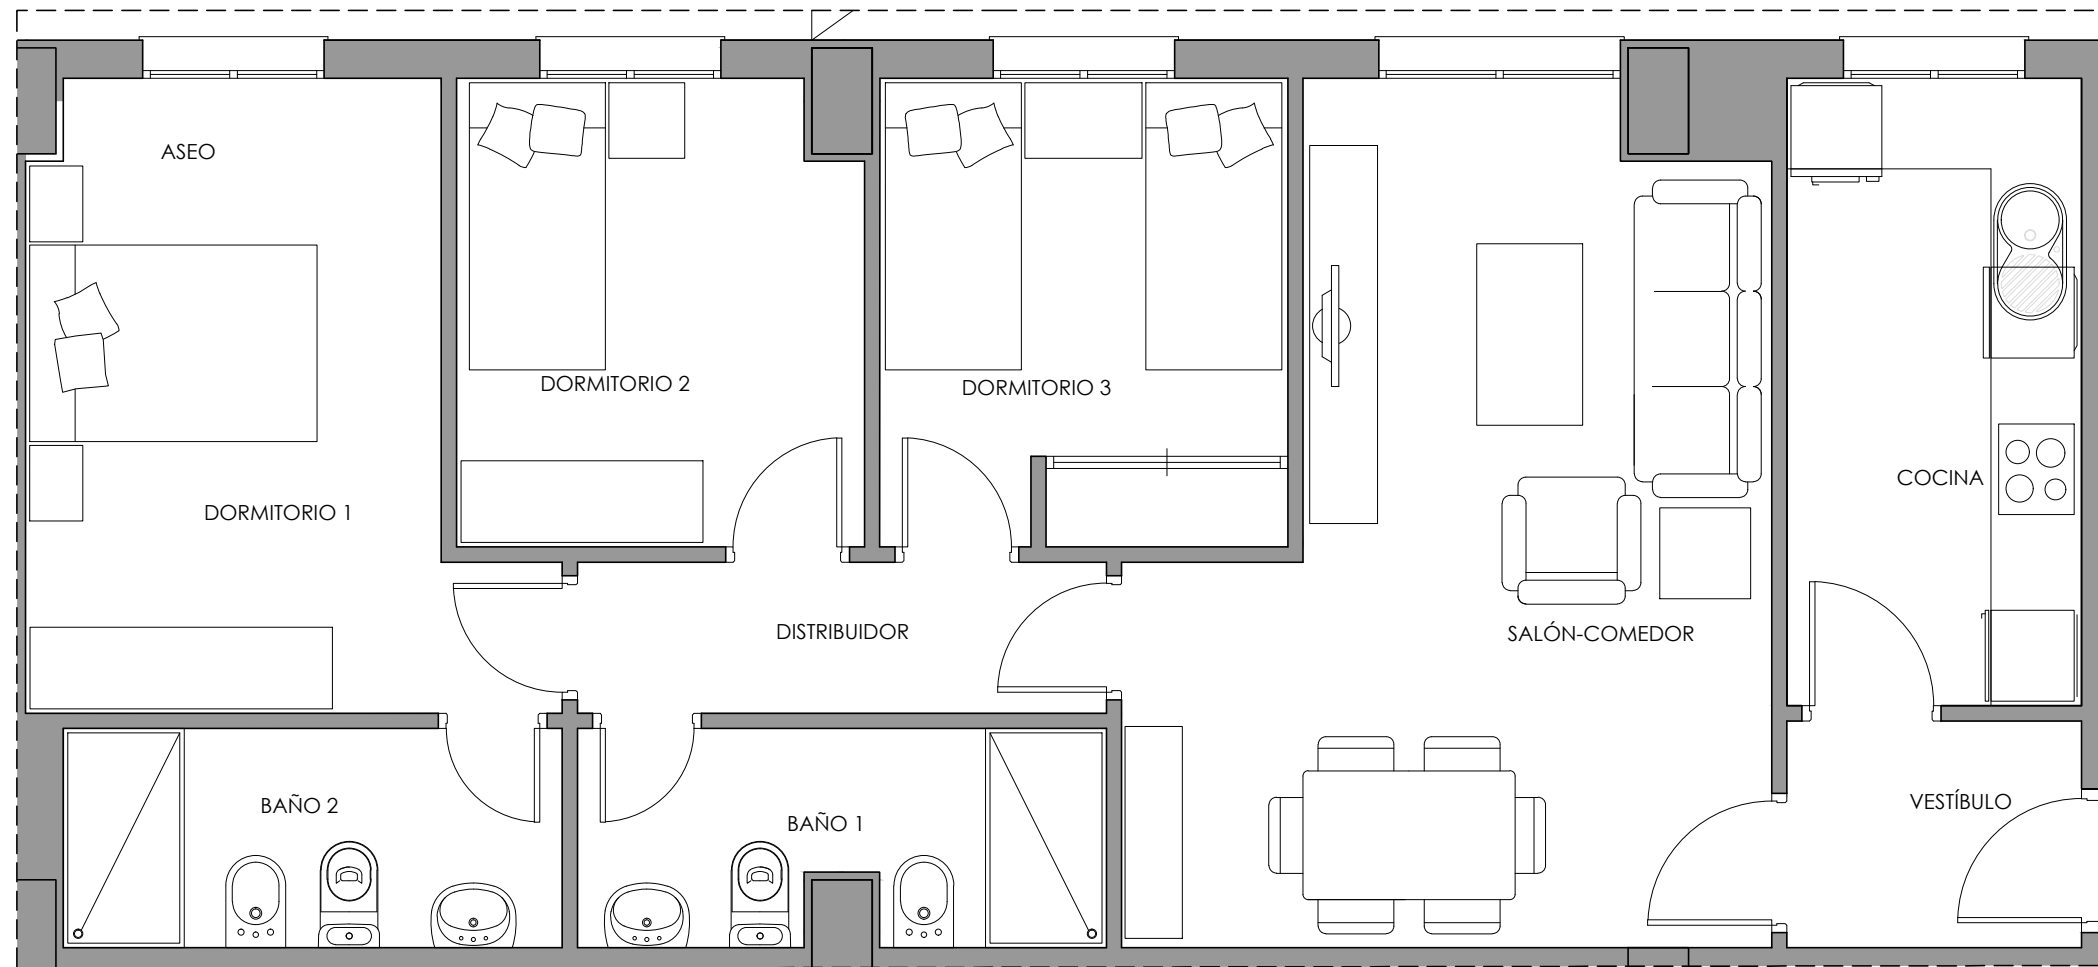 ASEO
DORMITORIO 2
DORMITORIO 3
COCINA
DORMITORIO 1
DISTRIBUIDOR
SALÓN-COMEDOR
BAÑO 2
BAÑO 1
VESTÍBULO